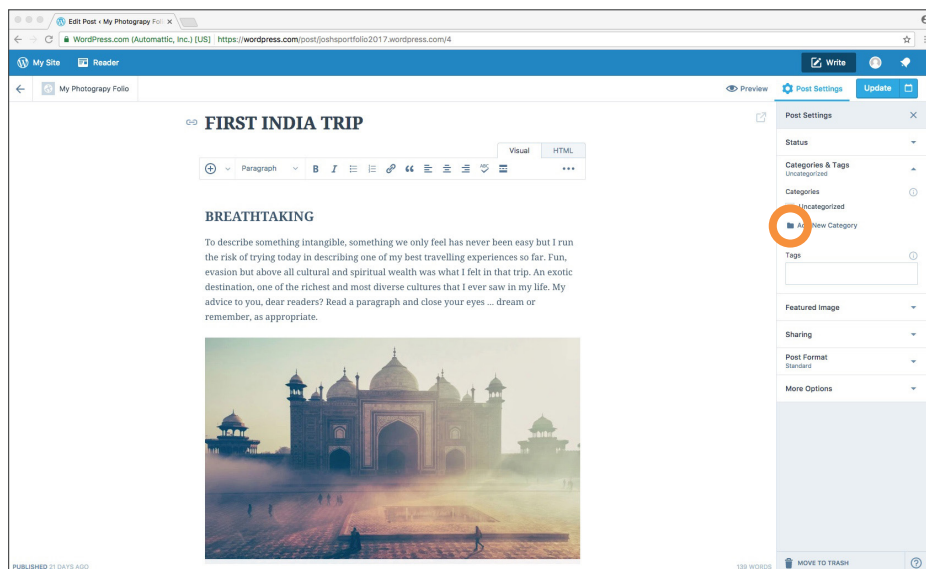 Edit Post ‹ My Photograpy Foli
WordPress.com (Automattic, Inc.) [US] https://wordpress.com/post/joshsportfolio2017.wordpress.com/4
My Site Reader Write
My Photograpy Folio Preview Post Settings Update
FIRST INDIA TRIP
Visual HTML
Paragraph B I ABC
BREATHTAKING
To describe something intangible, something we only feel has never been easy but I run
the risk of trying today in describing one of my best travelling experiences so far. Fun,
evasion but above all cultural and spiritual wealth was what I felt in that trip. An exotic
destination, one of the richest and most diverse cultures that I ever saw in my life. My
advice to you, dear readers? Read a paragraph and close your eyes ... dream or
remember, as appropriate.
PUBLISHED 21 DAYS AGO
139 WORDS
Post Settings
Status
Categories & Tags
Uncategorized
Categories
Uncategorized
Add New Category
Tags
Featured Image
Sharing
Post Format
Standard
More Options
MOVE TO TRASH